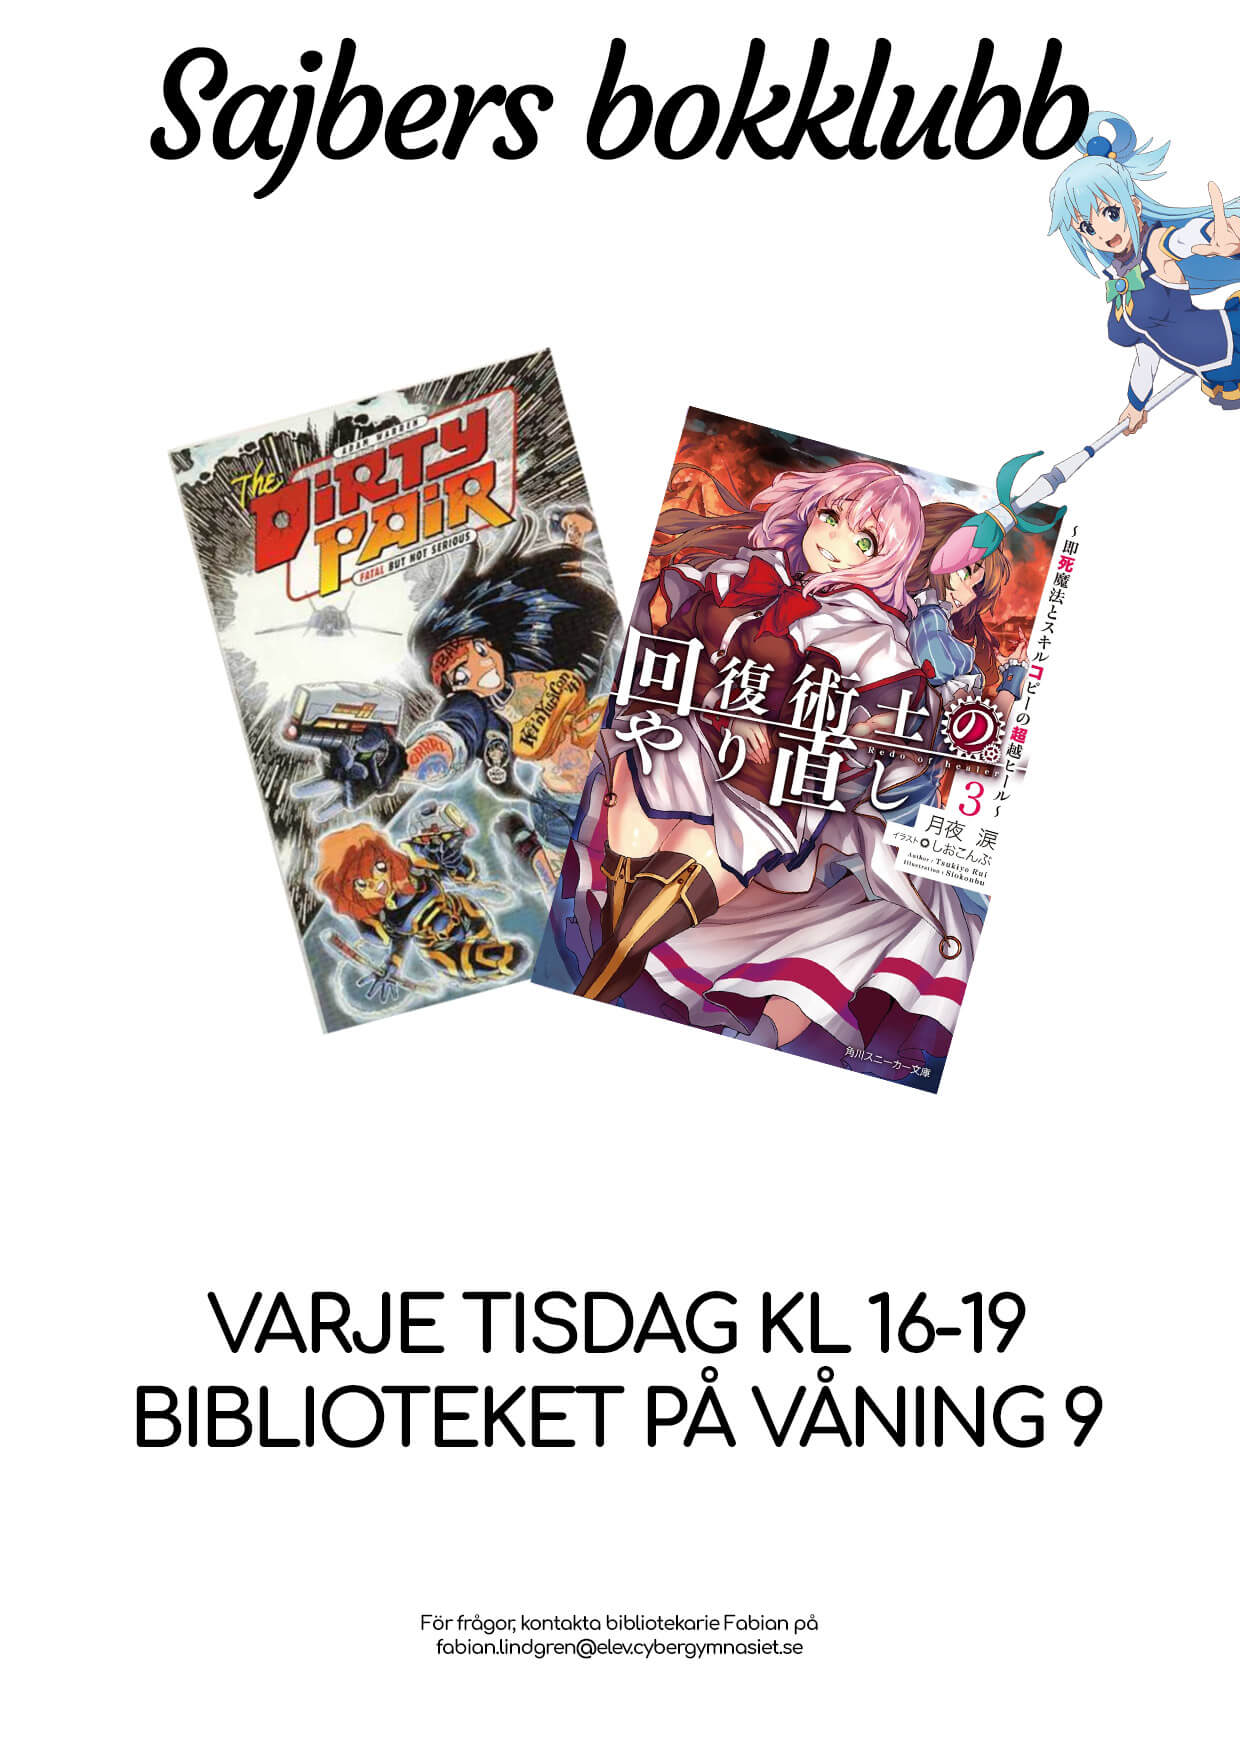 Sajbers bokklubb
ADAM WARREN
The
DiRTY
PAiR
FATAL BUT NOT SERIOUS
BAKA
KeinYusCon
GRRR!
～即死魔法とスキルコピーの超越ヒール～
回復術士の
やり直し
Redo of healer
3
月夜 涙
イラスト しおこんぶ
Author / Tsukiyo Rui
Illustration : Siokonbu
角川スニーカー文庫
VARJE TISDAG KL 16-19
BIBLIOTEKET PÅ VÅNING 9
För frågor, kontakta bibliotekarie Fabian på
fabian.lindgren@elev.cybergymnasiet.se